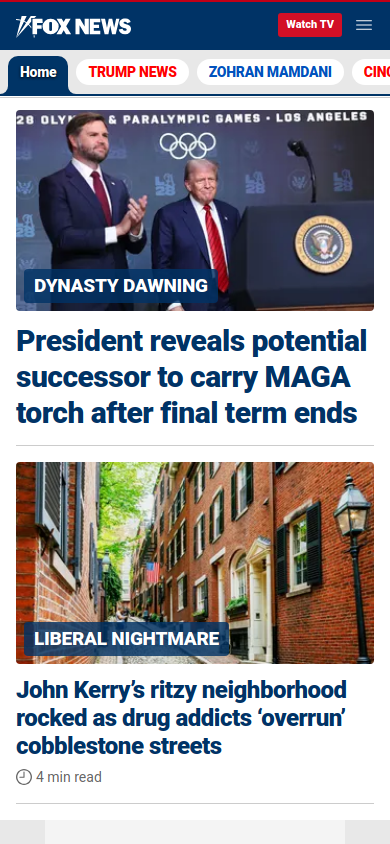 FOX NEWS
Watch TV
Home
TRUMP NEWS
ZOHRAN MAMDANI
28 OLYMPIC & PARALYMPIC GAMES • LOS ANGELES
LA28
DYNASTY DAWNING
President reveals potential
successor to carry MAGA
torch after final term ends
LIBERAL NIGHTMARE
John Kerry’s ritzy neighborhood
rocked as drug addicts ‘overrun’
cobblestone streets
4 min read